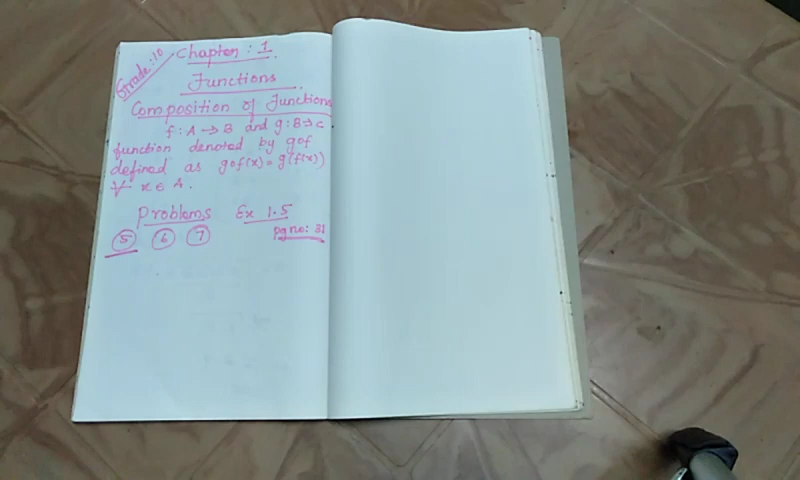 Grade: 10
Chapter: 1.
Functions
Composition of Functions
f: A → B and g: B → C
function denoted by gof
defined as gof(x) = g(f(x))
∀ x ∈ A.
Problems Ex 1.5
5 6 7 pg no: 31